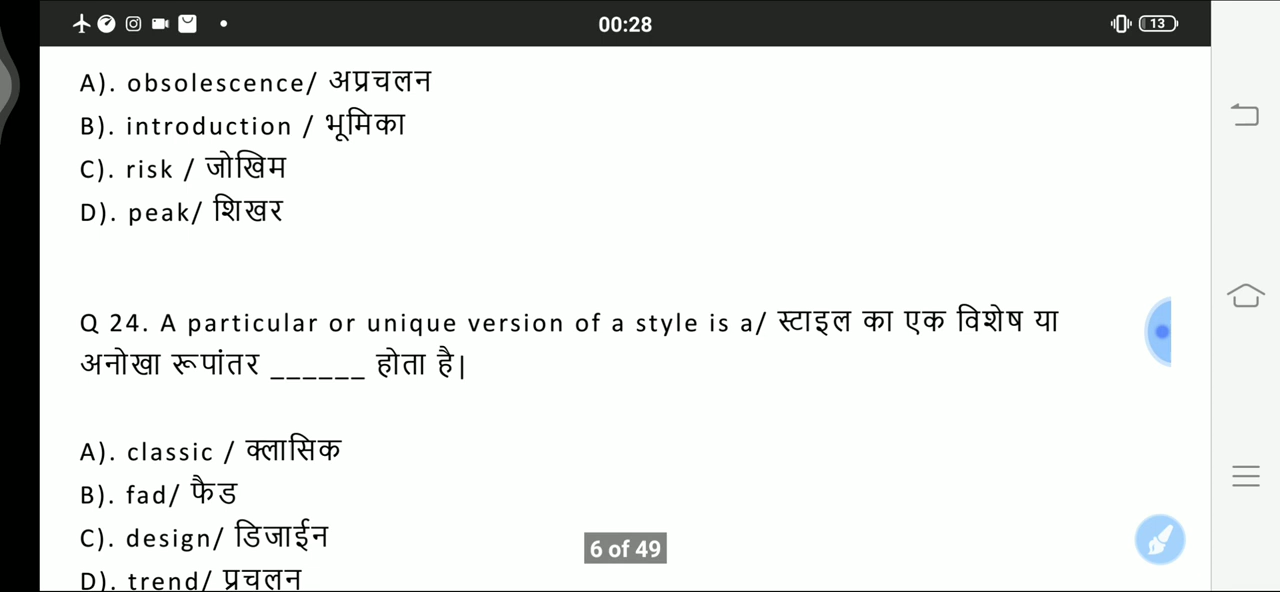 00:28
13
A). obsolescence/ अप्रचलन
B). introduction / भूमिका
C). risk / जोखिम
D). peak/ शिखर
Q 24. A particular or unique version of a style is a/ स्टाइल का एक विशेष या
अनोखा रूपांतर ______ होता है|
A). classic / क्लासिक
B). fad/ फैड
C). design/ डिजाईन
D). trend/ प्रचलन
6 of 49